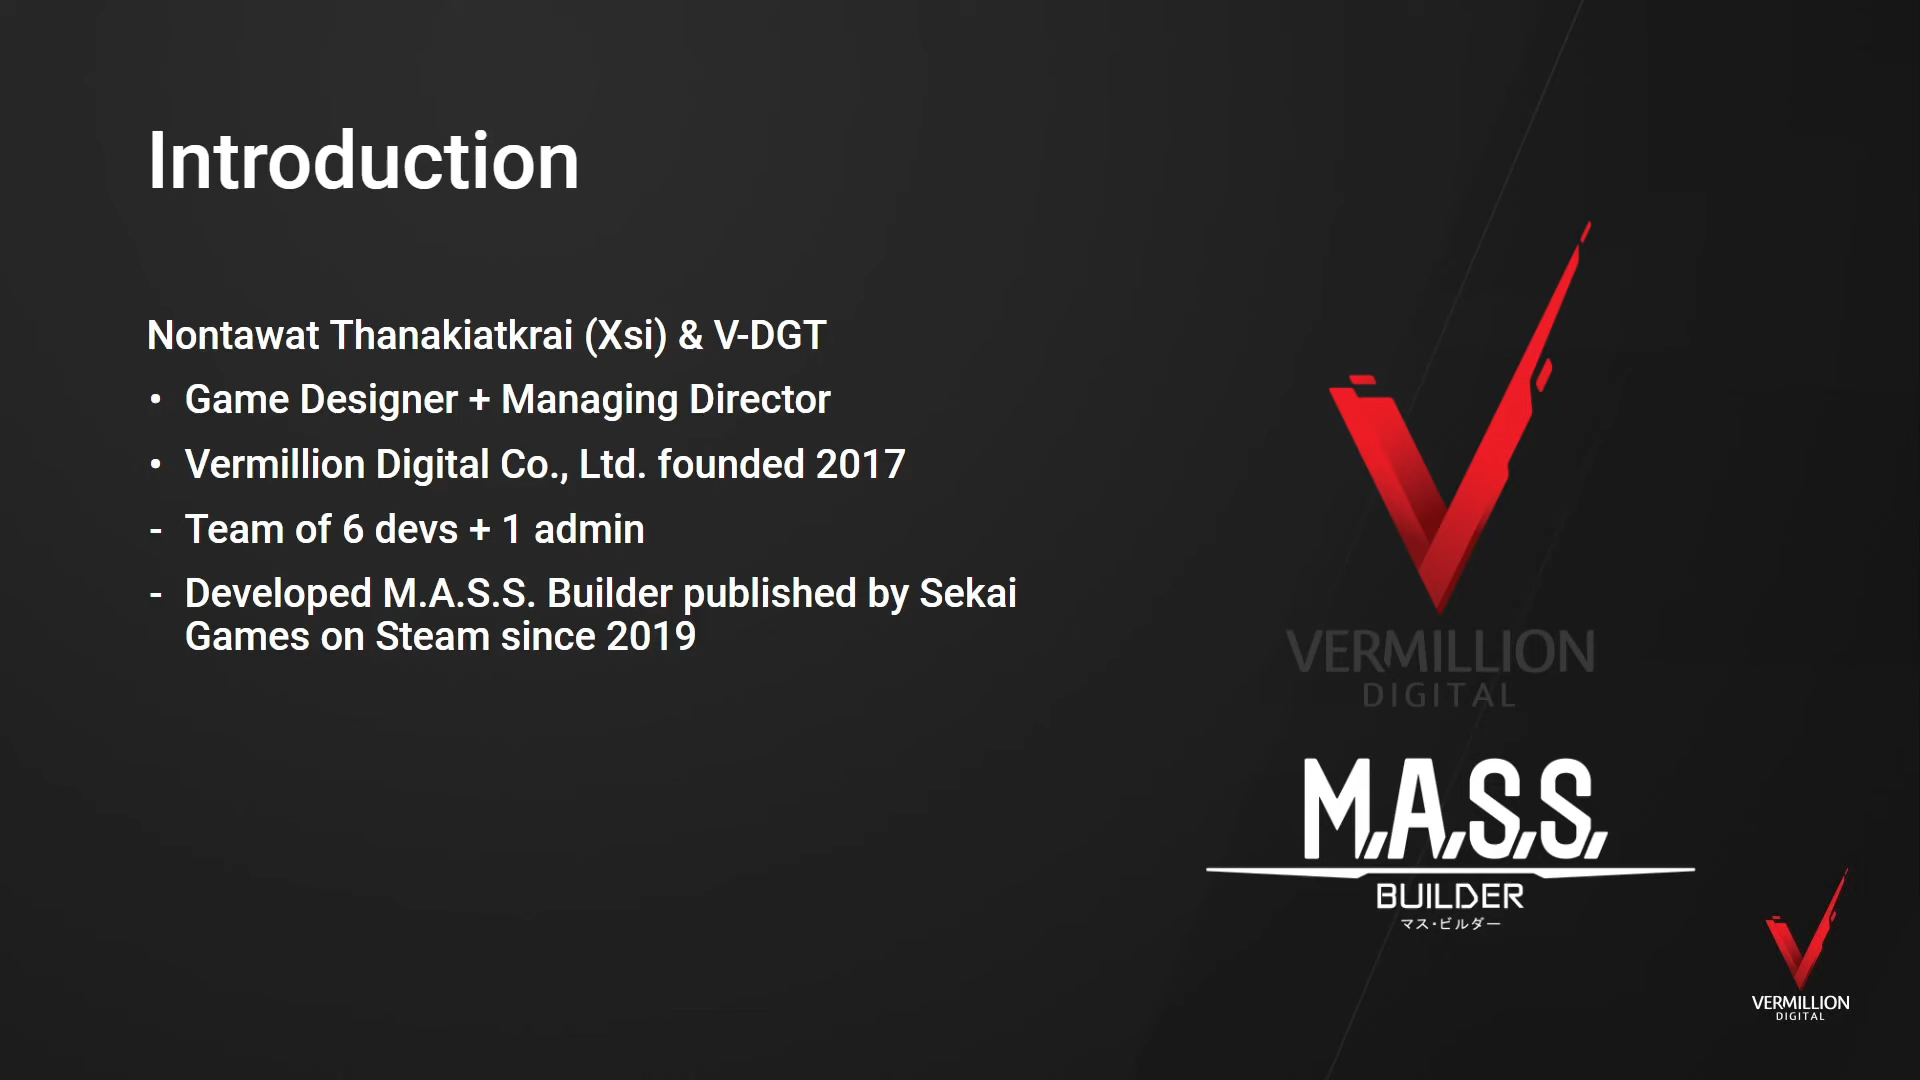 Introduction
Nontawat Thanakiatkrai (Xsi) & V-DGT
• Game Designer + Managing Director
• Vermillion Digital Co., Ltd. founded 2017
- Team of 6 devs + 1 admin
- Developed M.A.S.S. Builder published by Sekai
Games on Steam since 2019
VERMILLION
DIGITAL
M.A.S.S.
BUILDER
マス・ビルダー
VERMILLION
DIGITAL